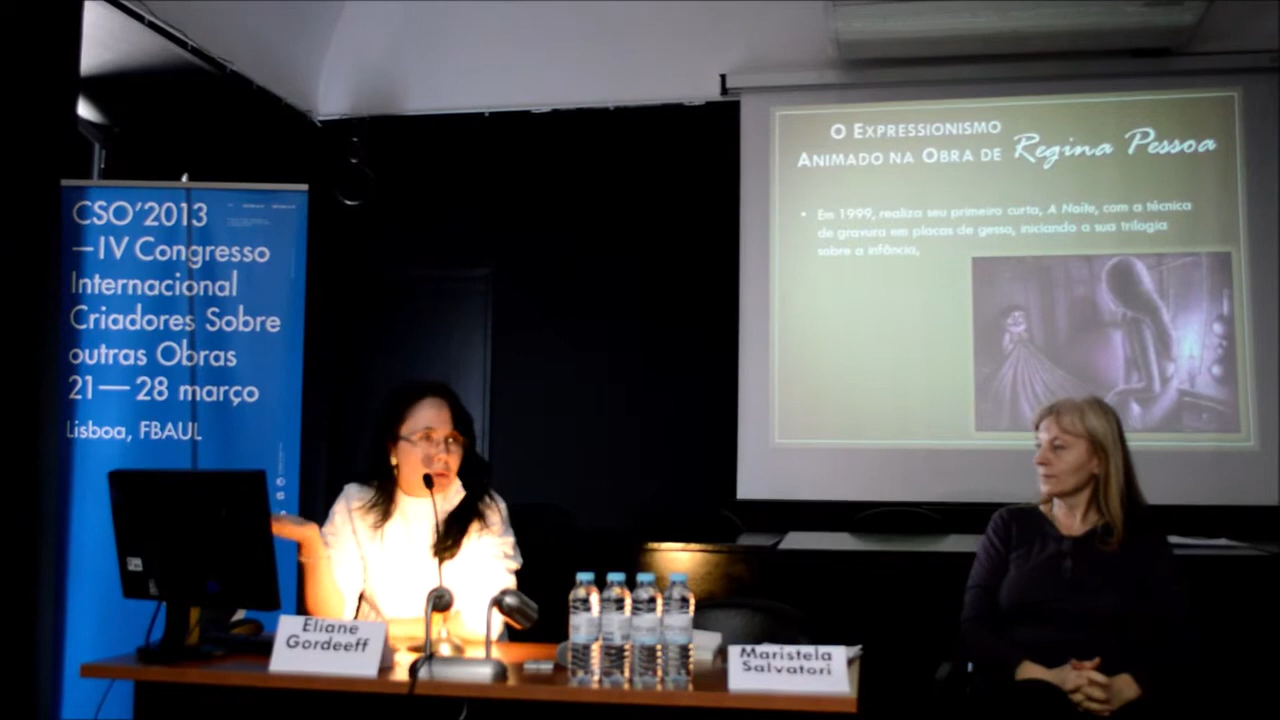 CSO'2013
—IV Congresso
Internacional
Criadores Sobre
outras Obras
21—28 março
Lisboa, FBAUL
O EXPRESSIONISMO
ANIMADO NA OBRA DE Regina Pessoa
• Em 1999, realiza seu primeiro curta, A Noite, com a técnica
de gravura em placas de gesso, iniciando a sua trilogia
sobre a infância,
Eliane
Gordeeff
Maristela
Salvatori